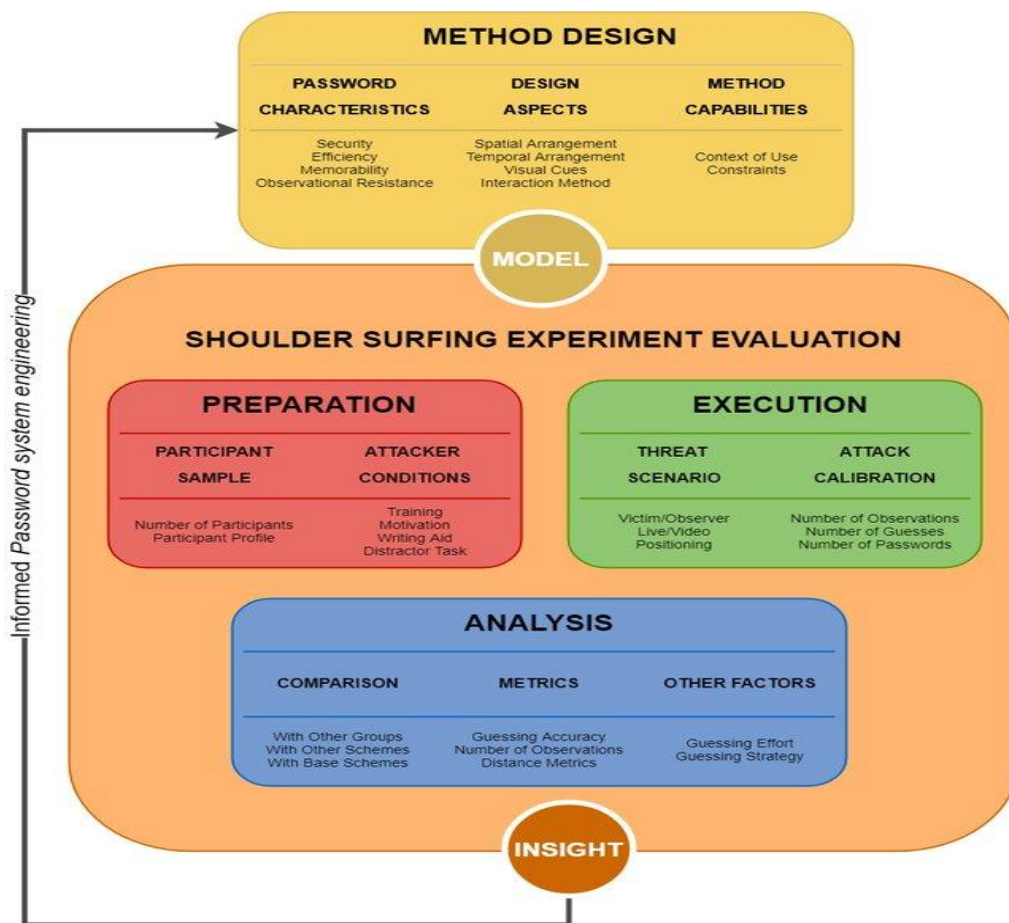 METHOD DESIGN
PASSWORD
CHARACTERISTICS
Security
Efficiency
Memorability
Observational Resistance
DESIGN
ASPECTS
Spatial Arrangement
Temporal Arrangement
Visual Cues
Interaction Method
METHOD
CAPABILITIES
Context of Use
Constraints
MODEL
SHOULDER SURFING EXPERIMENT EVALUATION
PREPARATION
PARTICIPANT
SAMPLE
Number of Participants
Participant Profile
ATTACKER
CONDITIONS
Training
Motivation
Writing Aid
Distractor Task
EXECUTION
THREAT
SCENARIO
Victim/Observer
Live/Video
Positioning
ATTACK
CALIBRATION
Number of Observations
Number of Guesses
Number of Passwords
ANALYSIS
COMPARISON
With Other Groups
With Other Schemes
With Base Schemes
METRICS
Guessing Accuracy
Number of Observations
Distance Metrics
OTHER FACTORS
Guessing Effort
Guessing Strategy
INSIGHT
Informed Password system engineering